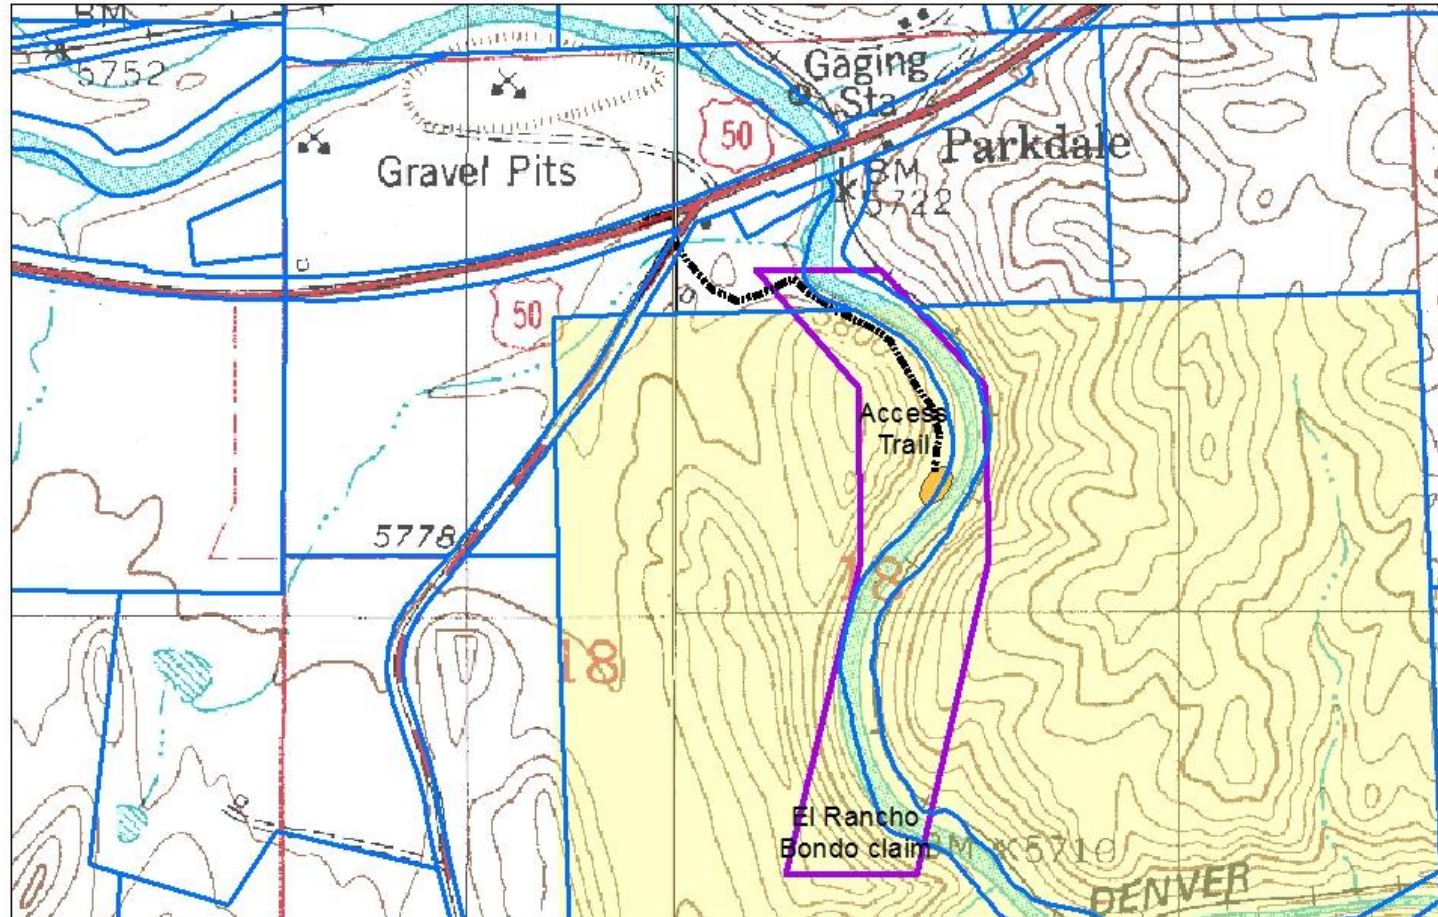 BM
5752
Gaging
Sta
50
Parkdale
Gravel Pits
BM
5722
50
Access
Trail
5778
18
18
El Rancho
Bondo claim
BM ×5710
DENVER